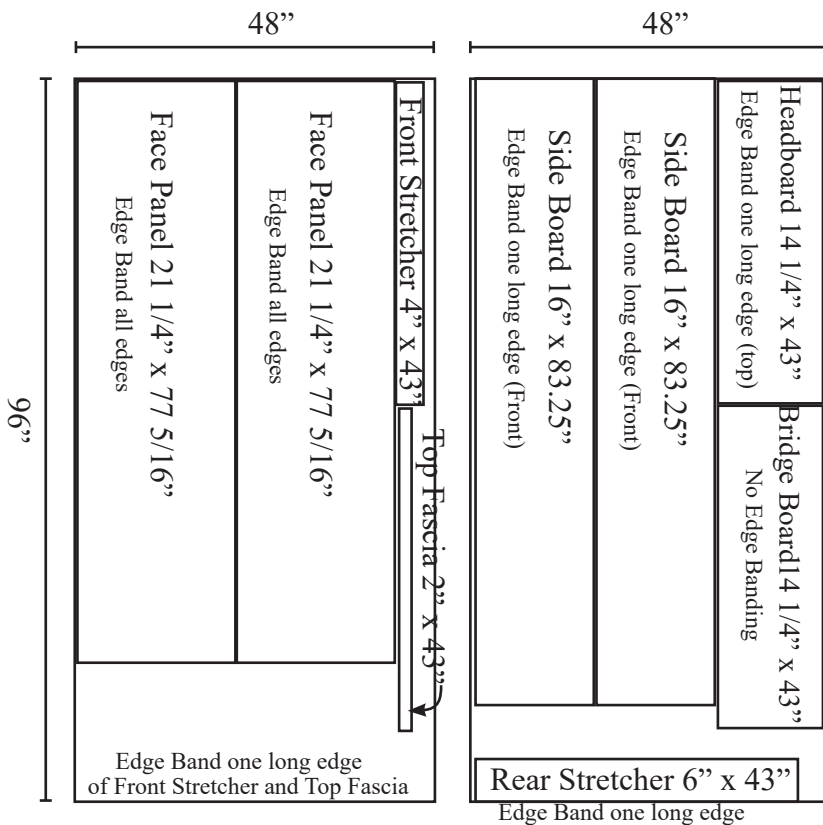 48”
48”
96”
Face Panel 21 1/4” x 77 5/16”
Edge Band all edges
Face Panel 21 1/4” x 77 5/16”
Edge Band all edges
Front Stretcher 4” x 43”
Top Fascia 2” x 43”
Edge Band one long edge
of Front Stretcher and Top Fascia
Side Board 16” x 83.25”
Edge Band one long edge (Front)
Side Board 16” x 83.25”
Edge Band one long edge (Front)
Headboard 14 1/4” x 43”
Edge Band one long edge (top)
Bridge Board14 1/4” x 43”
No Edge Banding
Rear Stretcher 6” x 43”
Edge Band one long edge